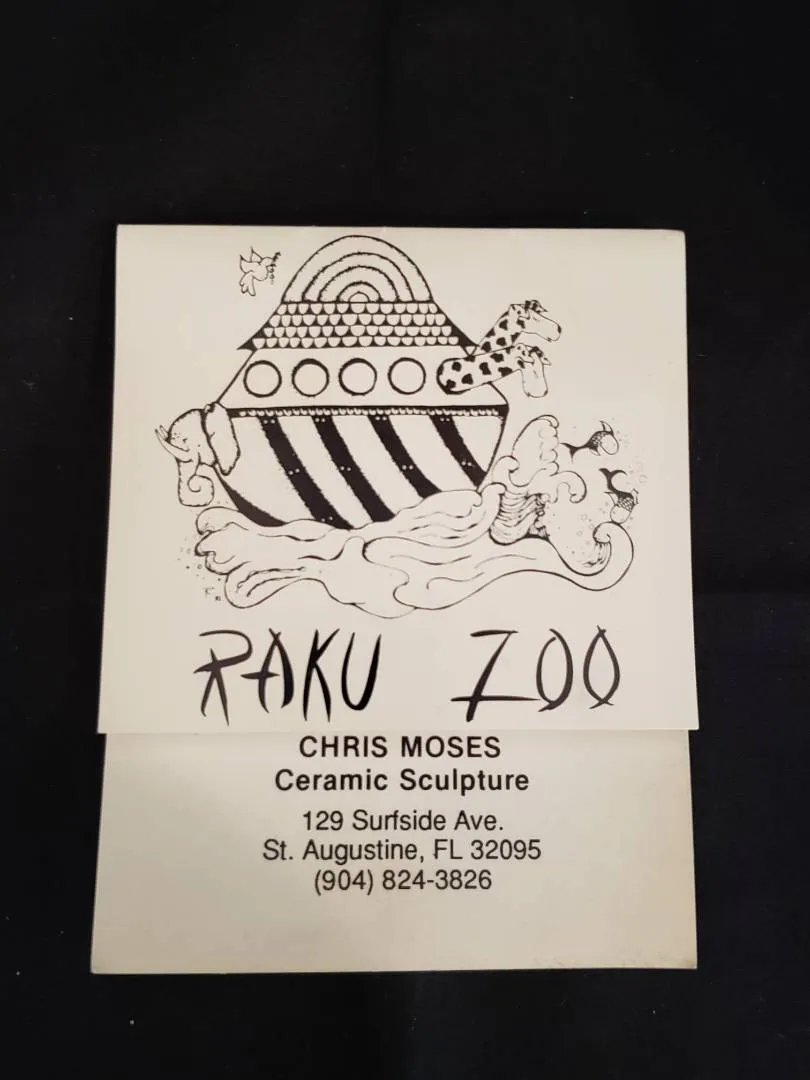 RAKU ZOO
CHRIS MOSES
Ceramic Sculpture
129 Surfside Ave.
St. Augustine, FL 32095
(904) 824-3826